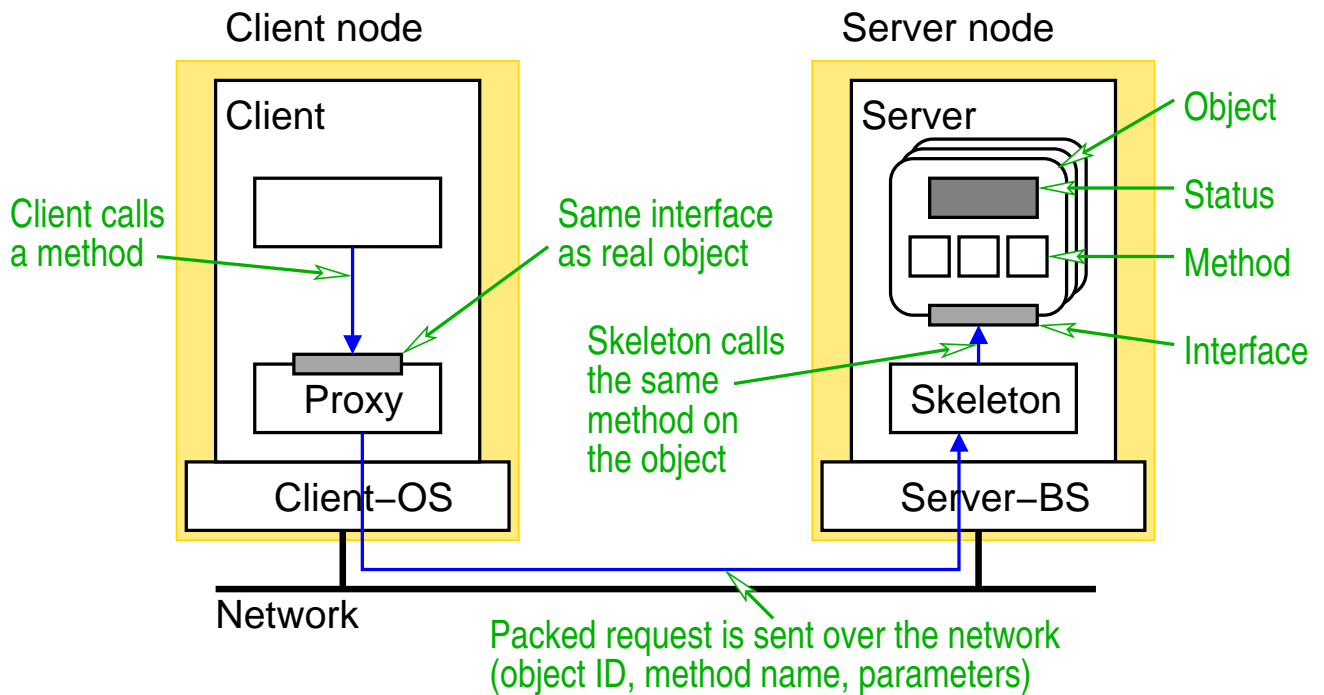 Client node
Server node
Client
Server
Object
Status
Method
Interface
Client calls
a method
Same interface
as real object
Skeleton calls
the same
method on
the object
Proxy
Skeleton
Client–OS
Server–BS
Network
Packed request is sent over the network
(object ID, method name, parameters)